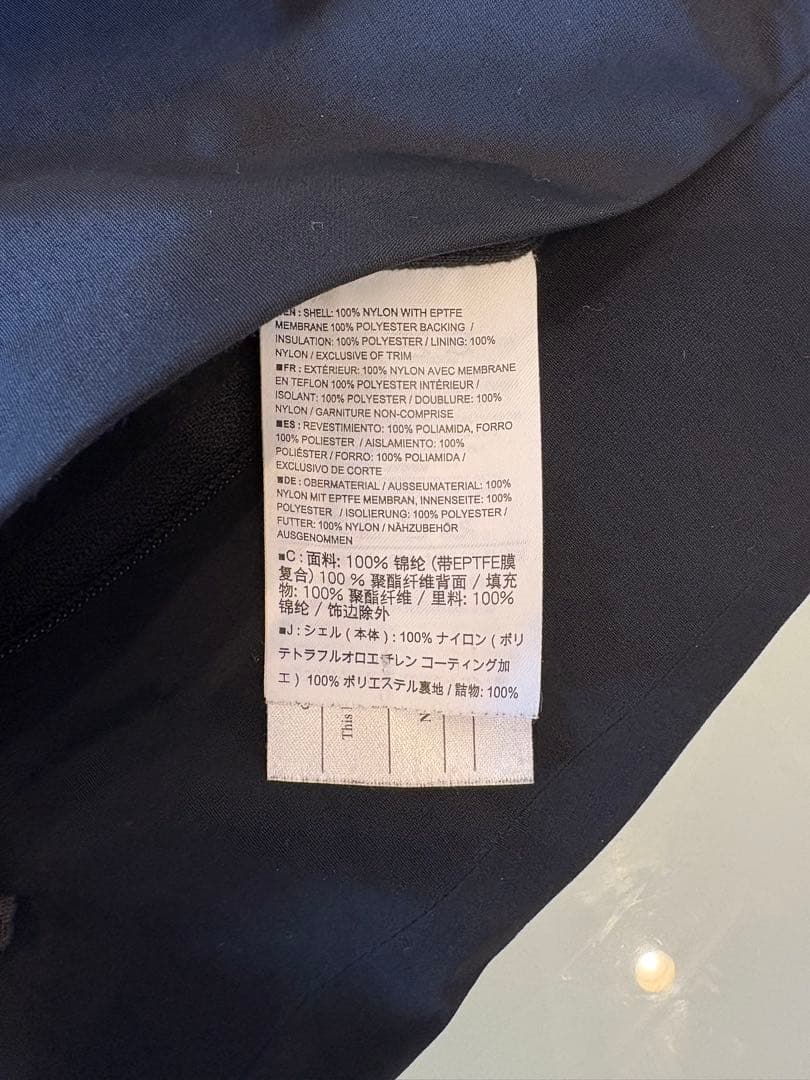 EN : SHELL: 100% NYLON WITH EPTFE
MEMBRANE 100% POLYESTER BACKING /
INSULATION: 100% POLYESTER / LINING: 100%
NYLON / EXCLUSIVE OF TRIM
■FR : EXTÉRIEUR: 100% NYLON AVEC MEMBRANE
EN TEFLON 100% POLYESTER INTÉRIEUR /
ISOLANT: 100% POLYESTER / DOUBLURE: 100%
NYLON / GARNITURE NON-COMPRISE
■ES : REVESTIMIENTO: 100% POLIAMIDA, FORRO
100% POLIESTER / AISLAMIENTO: 100%
POLIÉSTER / FORRO: 100% POLIAMIDA /
EXCLUSIVO DE CORTE
■DE : OBERMATERIAL / AUSSEUMATERIAL: 100%
NYLON MIT EPTFE MEMBRAN, INNENSEITE: 100%
POLYESTER / ISOLIERUNG: 100% POLYESTER /
FUTTER: 100% NYLON / NÄHZUBEHÖR
AUSGENOMMEN
■C : 面料: 100% 锦纶 (带EPTFE膜
复合) 100 % 聚酯纤维背面 / 填充
物: 100% 聚酯纤维 / 里料: 100%
锦纶 / 饰边除外
■J : シェル ( 本体 ) : 100% ナイロン ( ポリ
テトラフルオロエチレン コーティング加
工 ) 100% ポリエステル裏地 / 詰物: 100%
This
N